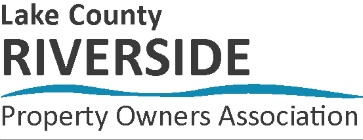 Lake County
RIVERSIDE
Property Owners Association